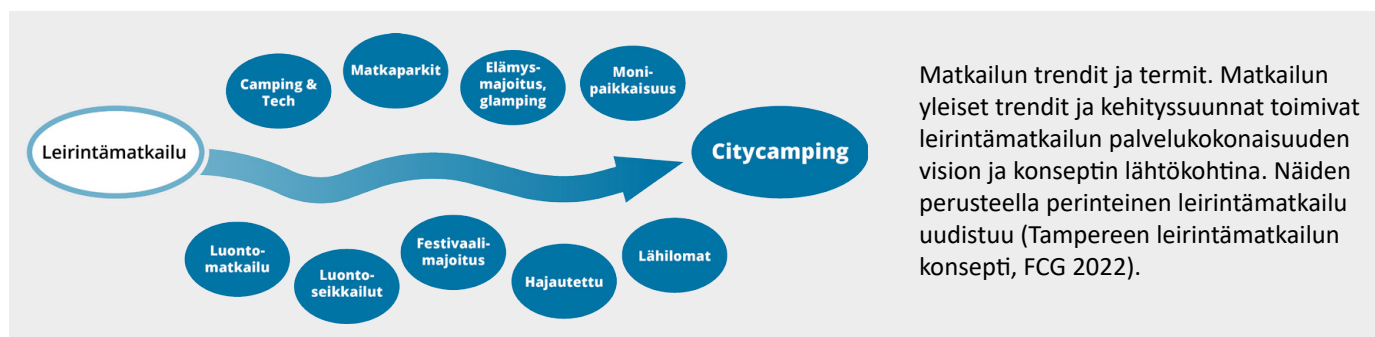 Leirintämatkailu
Camping &
Tech
Matkaparkit
Elämys-
majoitus,
glamping
Moni-
paikkaisuus
Citycamping
Luonto-
matkailu
Luonto-
seikkailut
Festivaali-
majoitus
Hajautettu
Lähilomat
Matkailun trendit ja termit. Matkailun
yleiset trendit ja kehityssuunnat toimivat
leirintämatkailun palvelukokonaisuuden
vision ja konseptin lähtökohtina. Näiden
perusteella perinteinen leirintämatkailu
uudistuu (Tampereen leirintämatkailun
konsepti, FCG 2022).